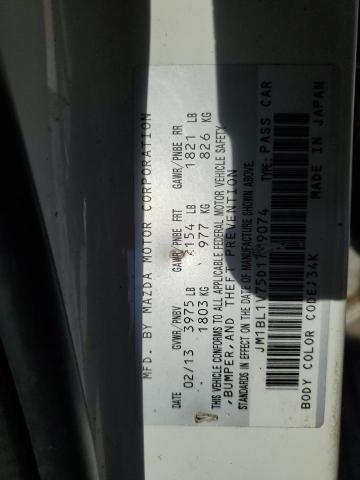 MFD. BY MAZDA MOTOR CORPORATION
DATE GVWR/PNBV GAWR/PNBE FRT GAWR/PNBE RR
02/13 3975 LB 154 LB 1821 LB
1803 KG 977 KG 826 KG
THIS VEHICLE CONFORMS TO ALL APPLICABLE FEDERAL MOTOR VEHICLE SAFETY
, BUMPER, AND THEFT PREVENTION
STANDARDS IN EFFECT ON THE DATE OF MANUFACTURE SHOWN ABOVE.
TYPE: PASS CAR
MADE IN JAPAN
BODY COLOR CODE:34K